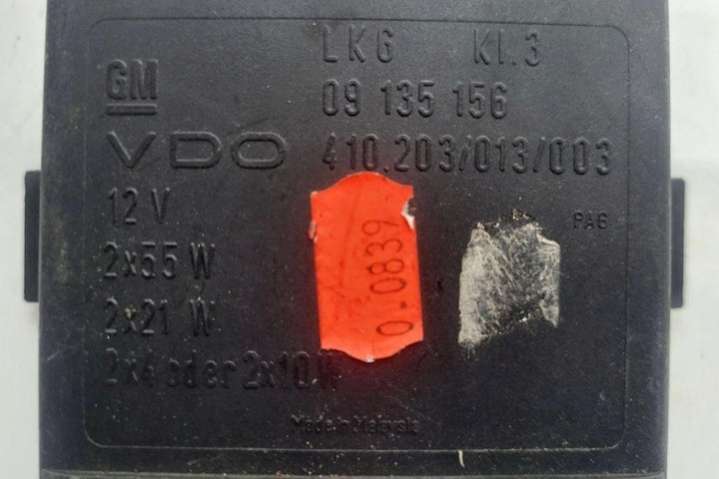 LK6 Kl.3
GM
09 135 156
VDO
410.203/013/003
12 V
PA6
2x55 W
2x21 W
2x4 oder 2x10 W
0.0839
Made in Malaysia